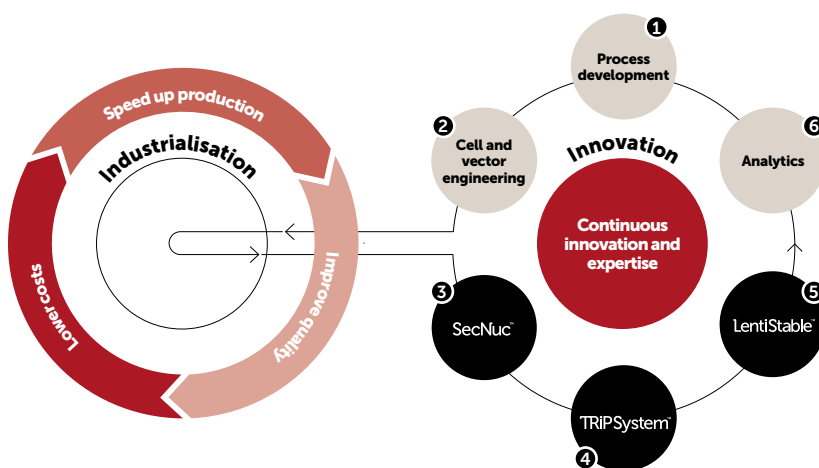 Speed up production
Industrialisation
Lower costs
Improve quality
1
Process
development
2
Cell and
vector
engineering
Innovation
6
Analytics
Continuous
innovation and
expertise
3
SecNuc™
5
LentiStable™
TRiPSystem™
4